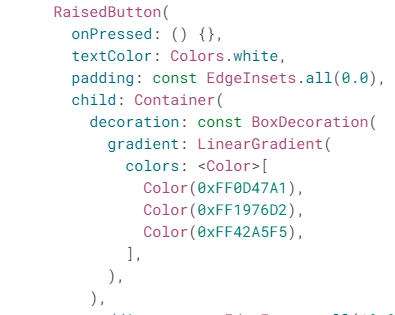 RaisedButton(
onPressed: () {},
textColor: Colors.white,
padding: const EdgeInsets.all(0.0),
child: Container(
decoration: const BoxDecoration(
gradient: LinearGradient(
colors: <Color>[
Color(0xFF0D47A1),
Color(0xFF1976D2),
Color(0xFF42A5F5),
],
),
),